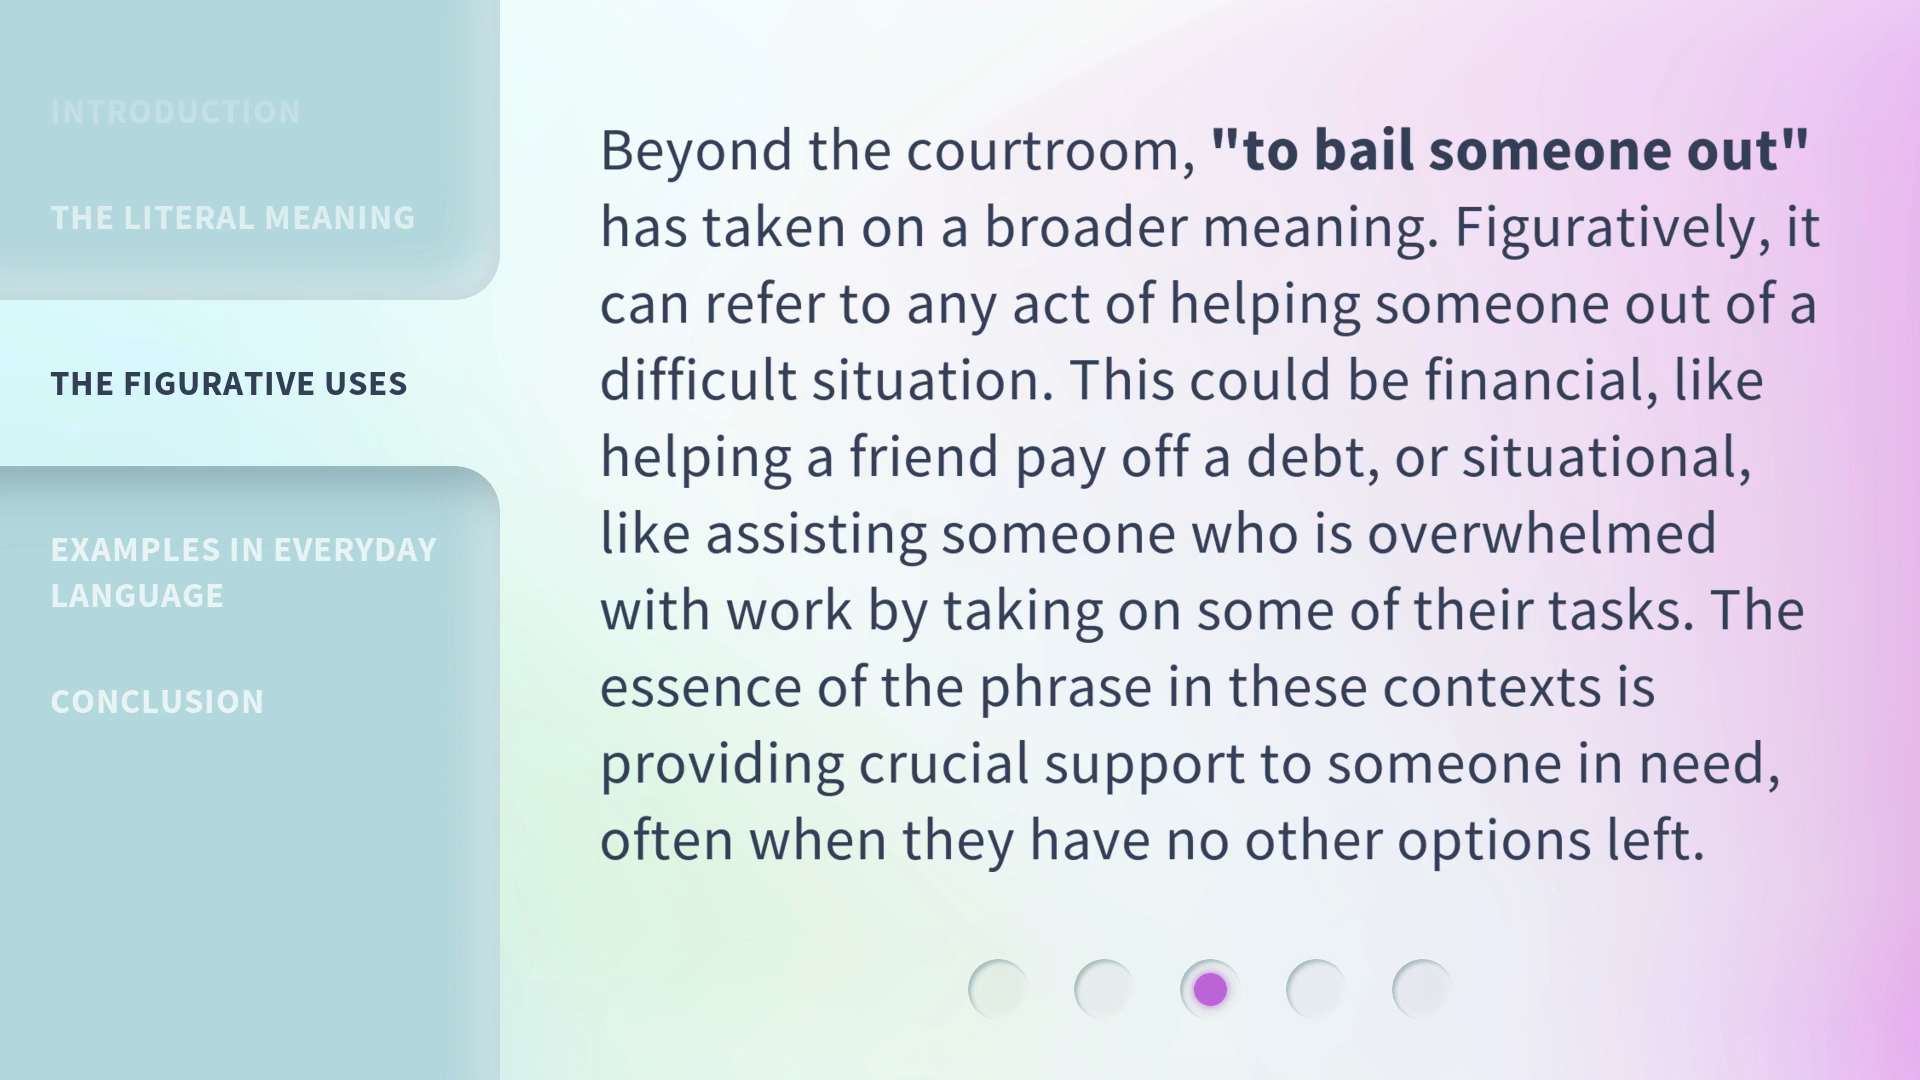 INTRODUCTION
THE LITERAL MEANING
THE FIGURATIVE USES
EXAMPLES IN EVERYDAY
LANGUAGE
CONCLUSION
Beyond the courtroom, "to bail someone out"
has taken on a broader meaning. Figuratively, it
can refer to any act of helping someone out of a
difficult situation. This could be financial, like
helping a friend pay off a debt, or situational,
like assisting someone who is overwhelmed
with work by taking on some of their tasks. The
essence of the phrase in these contexts is
providing crucial support to someone in need,
often when they have no other options left.